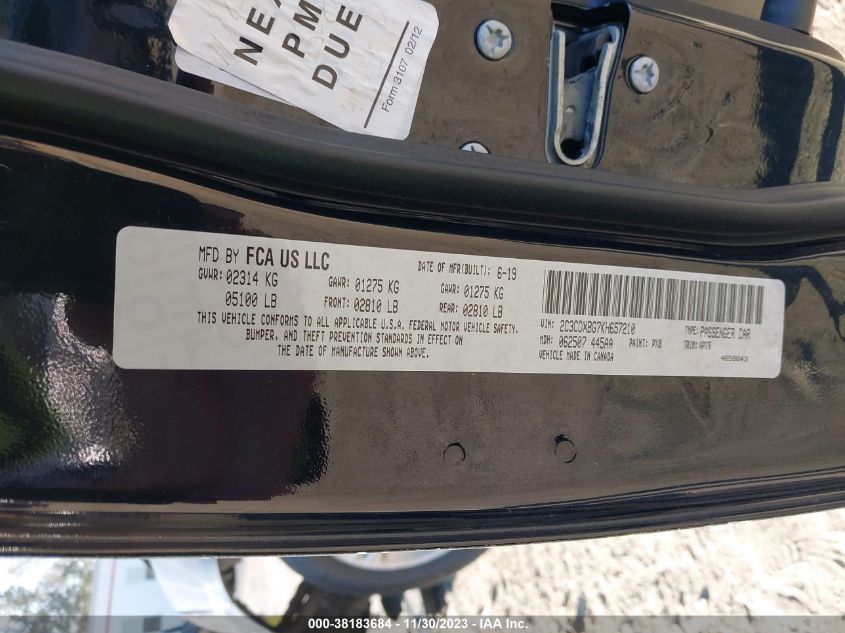 NEX
PM
DUE
Form 3107 02/12
MFD BY FCA US LLC
DATE OF MFR(BUILT): 6-19
GVWR: 02314 KG
GAWR: 01275 KG
GAWR: 01275 KG
05100 LB
FRONT: 02810 LB
REAR: 02810 LB
THIS VEHICLE CONFORMS TO ALL APPLICABLE U.S.A. FEDERAL MOTOR VEHICLE SAFETY,
BUMPER, AND THEFT PREVENTION STANDARDS IN EFFECT ON
THE DATE OF MANUFACTURE SHOWN ABOVE.
VIN: 2C3CDXBG7KH657210
TYPE: PASSENGER CAR
MDH: 062507 445AA
PAINT: PX8
TRIM: APX9
VEHICLE MADE IN CANADA
4658843
000-38183684 - 11/30/2023 - IAA Inc.